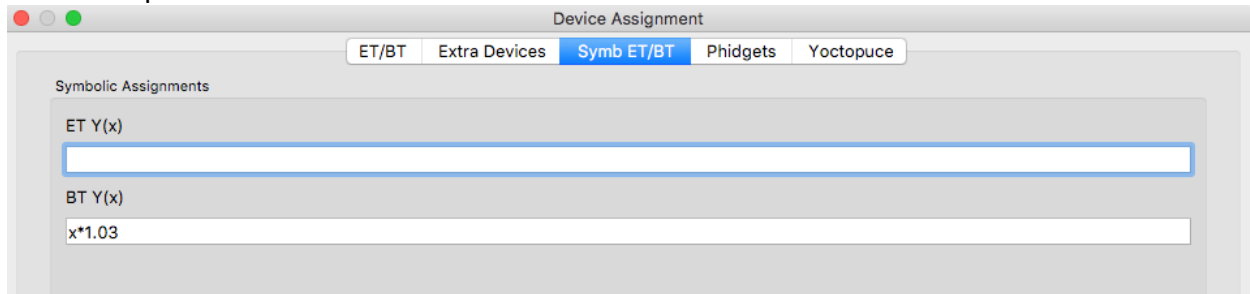 Device Assignment
ET/BT Extra Devices Symb ET/BT Phidgets Yoctopuce
Symbolic Assignments
ET Y(x)
BT Y(x)
x*1.03